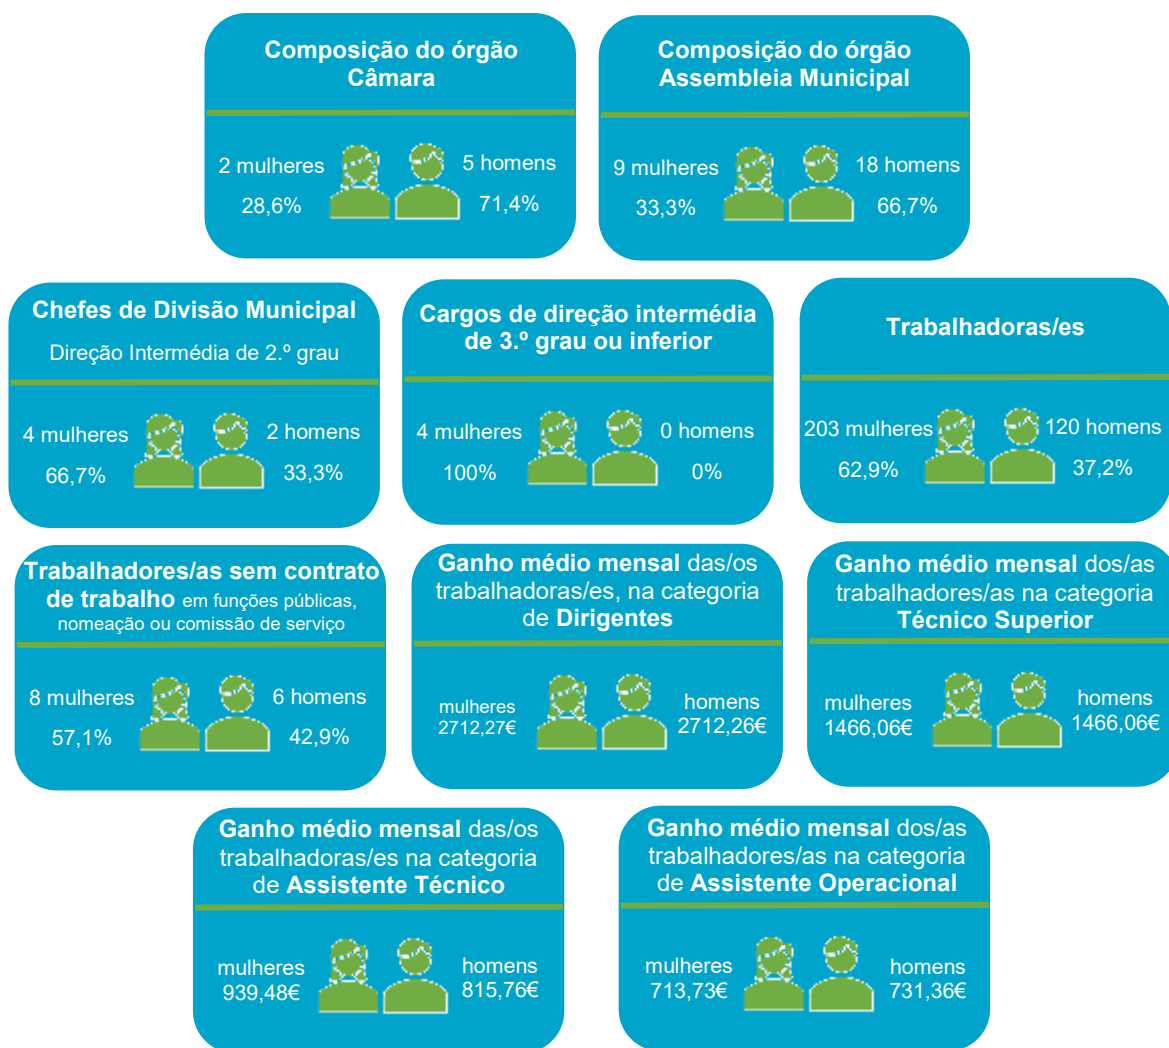 Composição do órgão
Câmara
2 mulheres
28,6%
5 homens
71,4%
Composição do órgão
Assembleia Municipal
9 mulheres
33,3%
18 homens
66,7%
Chefes de Divisão Municipal
Direção Intermédia de 2.º grau
4 mulheres
66,7%
2 homens
33,3%
Cargos de direção intermédia
de 3.º grau ou inferior
4 mulheres
100%
0 homens
0%
Trabalhadoras/es
203 mulheres
62,9%
120 homens
37,2%
Trabalhadores/as sem contrato
de trabalho em funções públicas,
nomeação ou comissão de serviço
8 mulheres
57,1%
6 homens
42,9%
Ganho médio mensal das/os
trabalhadoras/es, na categoria
de Dirigentes
mulheres
2712,27€
homens
2712,26€
Ganho médio mensal dos/as
trabalhadores/as na categoria
Técnico Superior
mulheres
1466,06€
homens
1466,06€
Ganho médio mensal das/os
trabalhadoras/es na categoria
de Assistente Técnico
mulheres
939,48€
homens
815,76€
Ganho médio mensal dos/as
trabalhadores/as na categoria
de Assistente Operacional
mulheres
713,73€
homens
731,36€